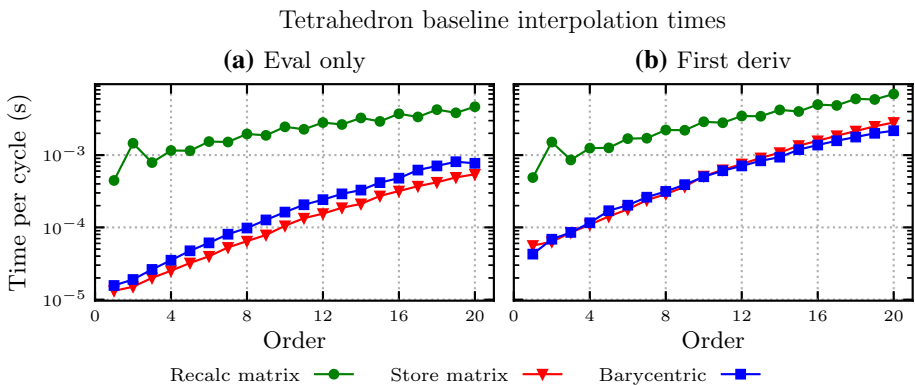 Tetrahedron baseline interpolation times
(a) Eval only
(b) First deriv
Time per cycle (s)
10⁻³
10⁻⁴
10⁻⁵
0 4 8 12 16 20
0 4 8 12 16 20
Order
Order
Recalc matrix
Store matrix
Barycentric